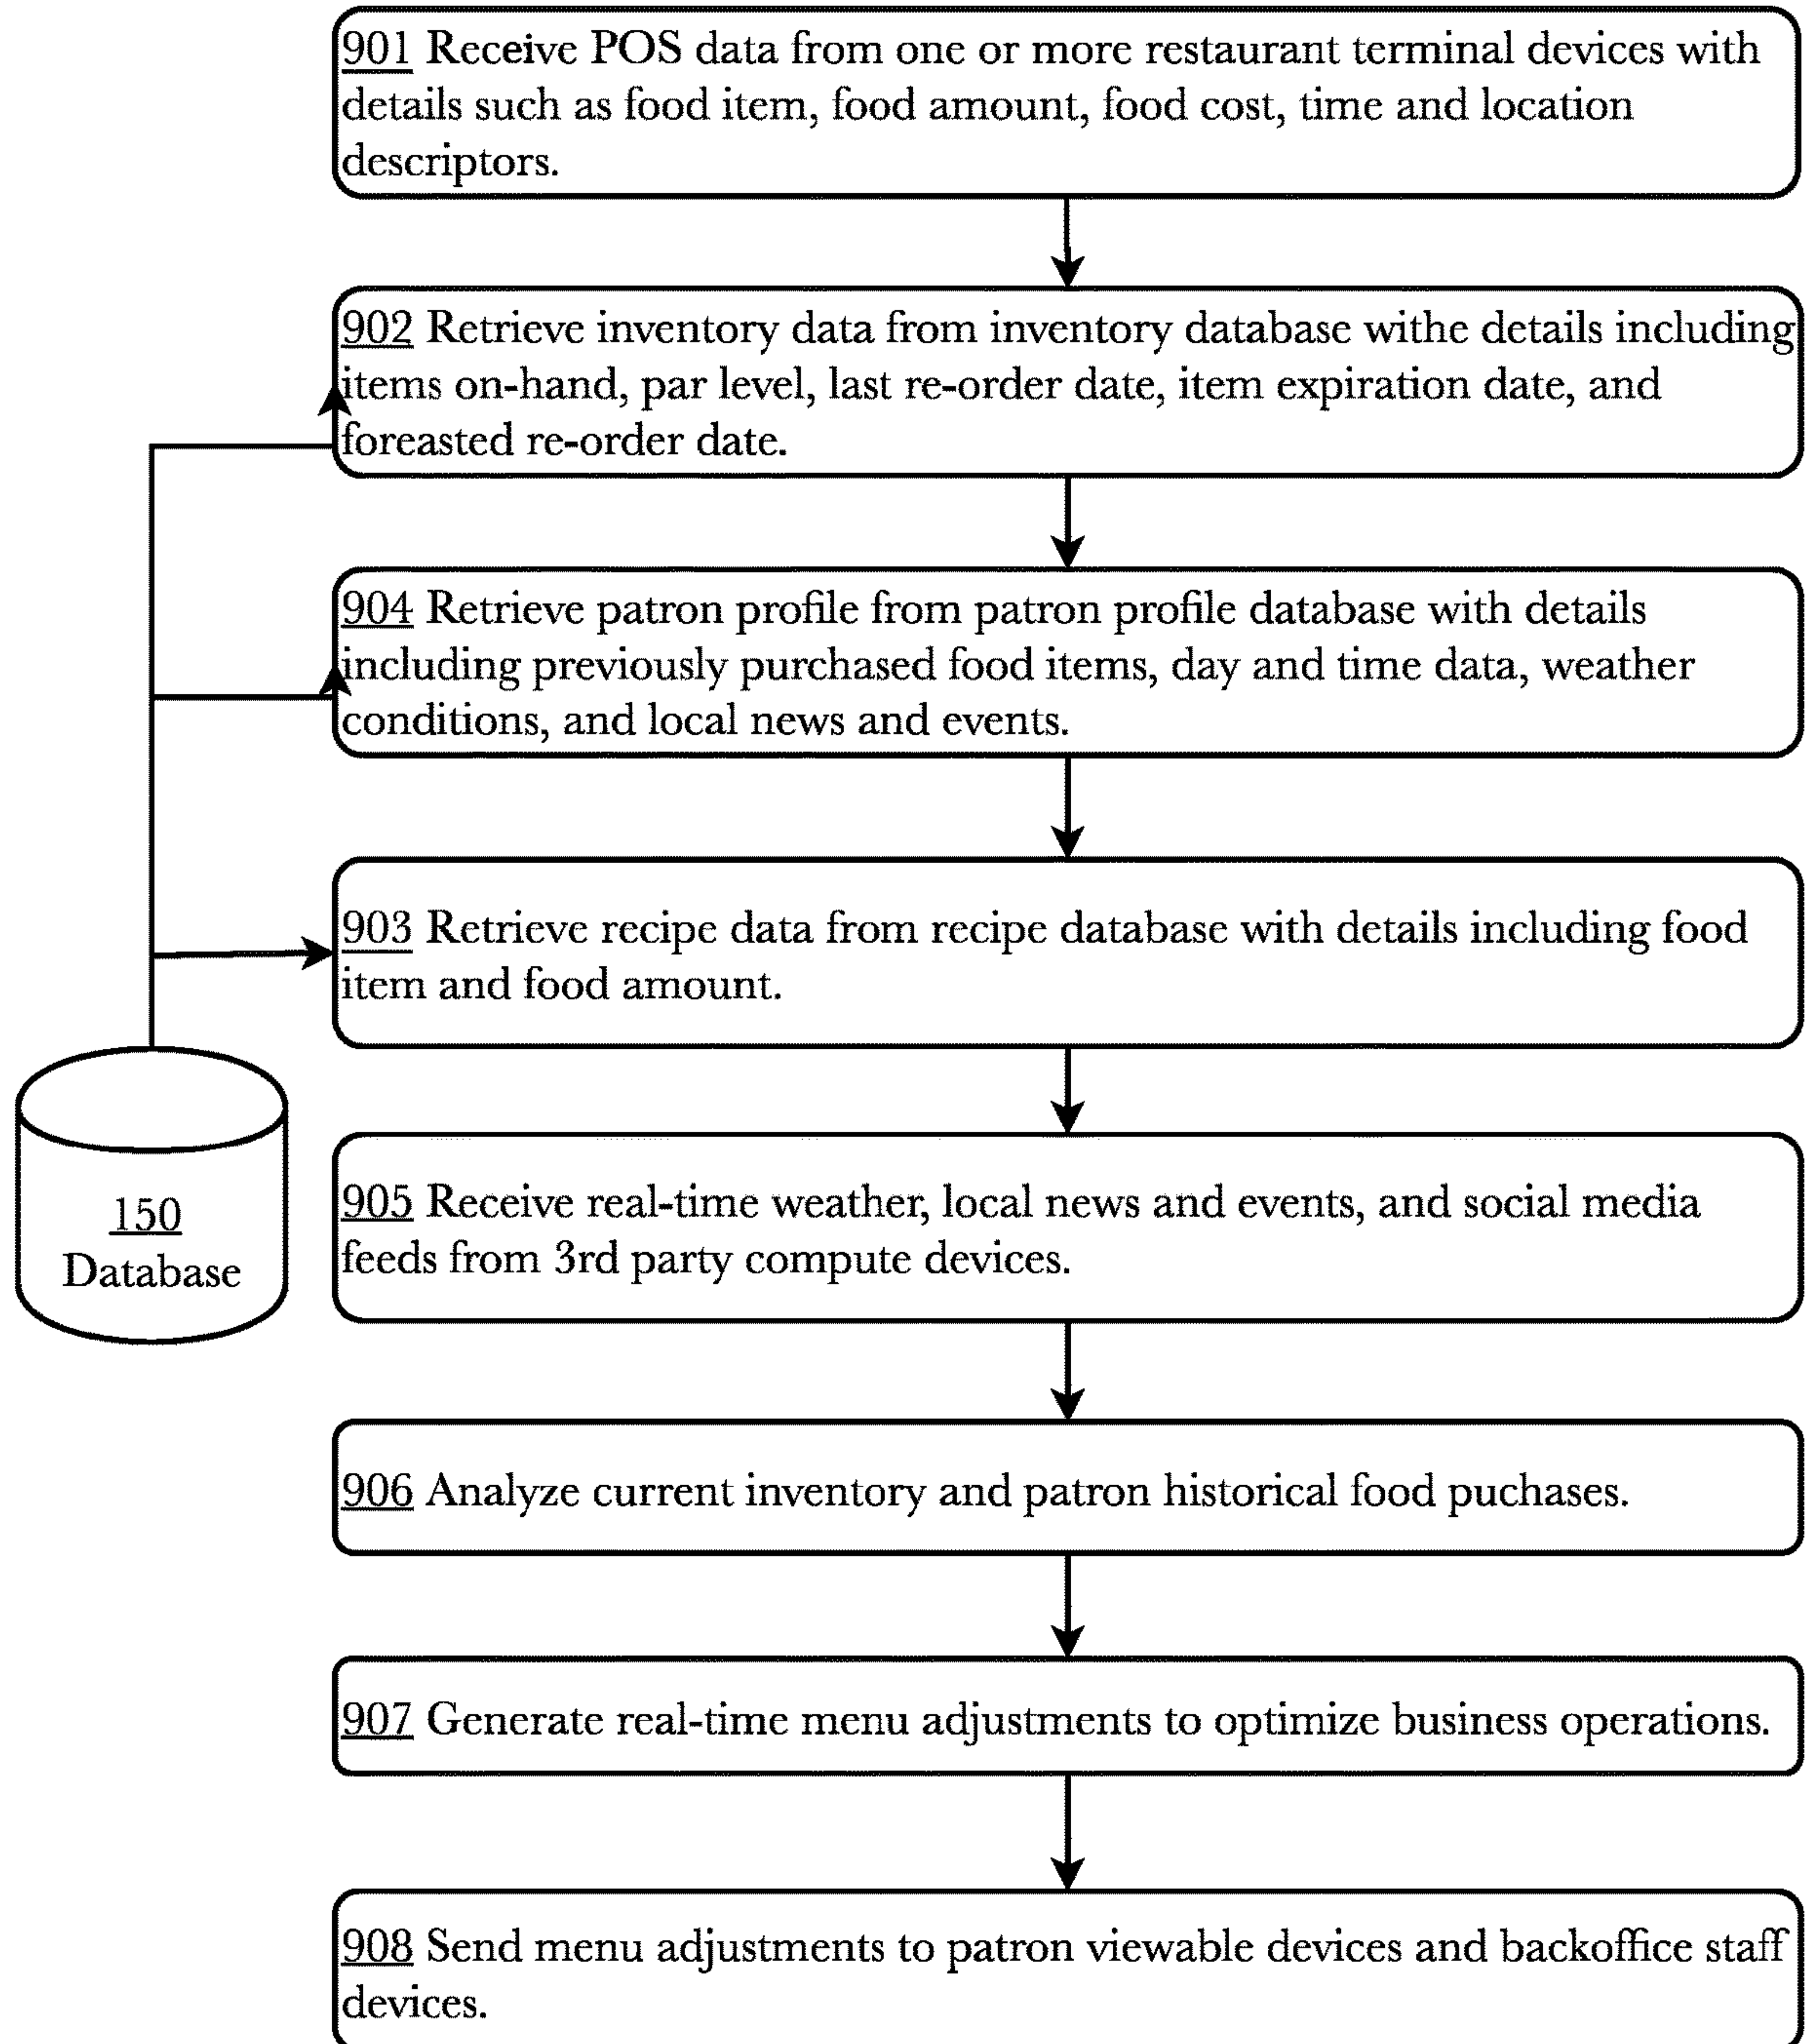 901 Receive POS data from one or more restaurant terminal devices with
details such as food item, food amount, food cost, time and location
descriptors.
902 Retrieve inventory data from inventory database withe details including
items on-hand, par level, last re-order date, item expiration date, and
foreasted re-order date.
904 Retrieve patron profile from patron profile database with details
including previously purchased food items, day and time data, weather
conditions, and local news and events.
903 Retrieve recipe data from recipe database with details including food
item and food amount.
150
Database
905 Receive real-time weather, local news and events, and social media
feeds from 3rd party compute devices.
906 Analyze current inventory and patron historical food puchases.
907 Generate real-time menu adjustments to optimize business operations.
908 Send menu adjustments to patron viewable devices and backoffice staff
devices.